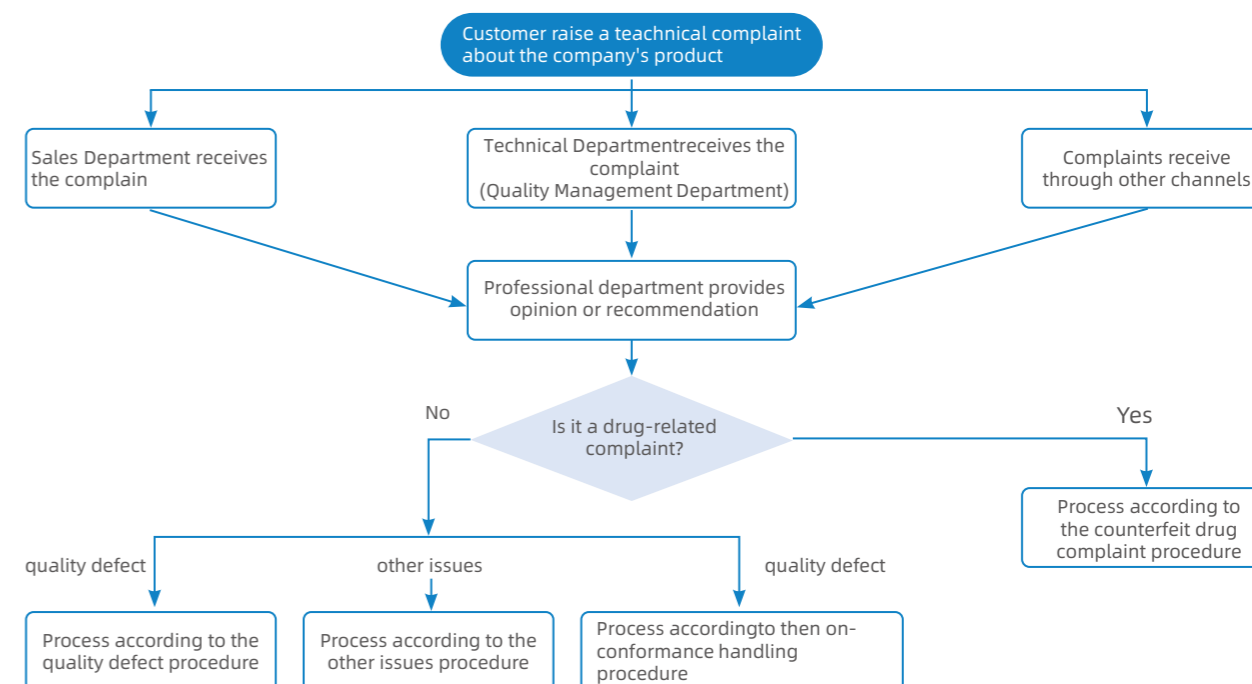 Customer raise a teachnical complaint
about the company's product
Sales Department receives
the complain
Technical Departmentreceives the
complaint
(Quality Management Department)
Complaints receive
through other channels
Professional department provides
opinion or recommendation
Is it a drug-related
complaint?
No
Yes
Process according to
the counterfeit drug
complaint procedure
quality defect
other issues
quality defect
Process according to the
quality defect procedure
Process according to the
other issues procedure
Process accordingto then on-
conformance handling
procedure